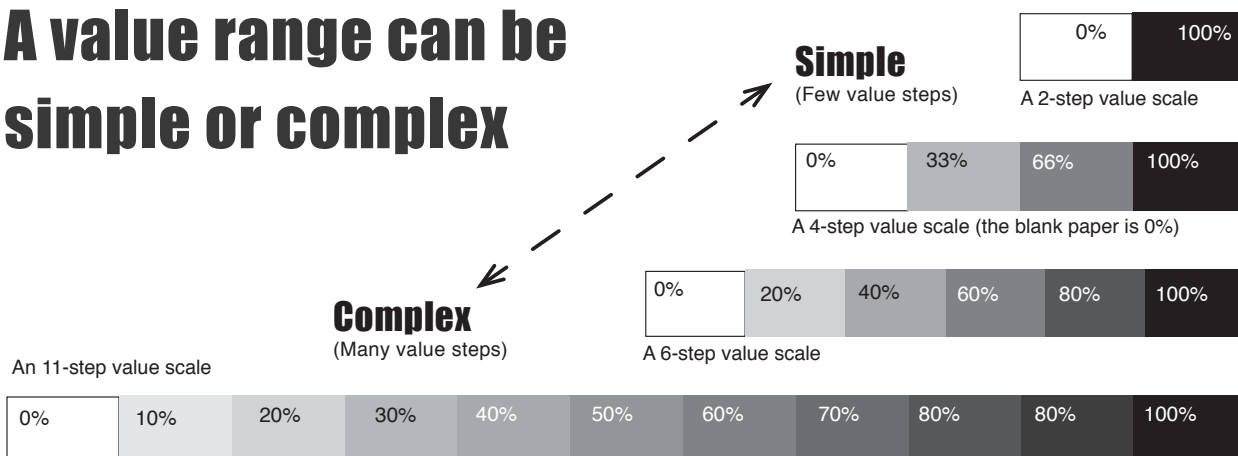 A value range can be
simple or complex
Simple
(Few value steps)
0% 100%
A 2-step value scale
0% 33% 66% 100%
A 4-step value scale (the blank paper is 0%)
0% 20% 40% 60% 80% 100%
A 6-step value scale
Complex
(Many value steps)
An 11-step value scale
0% 10% 20% 30% 40% 50% 60% 70% 80% 80% 100%